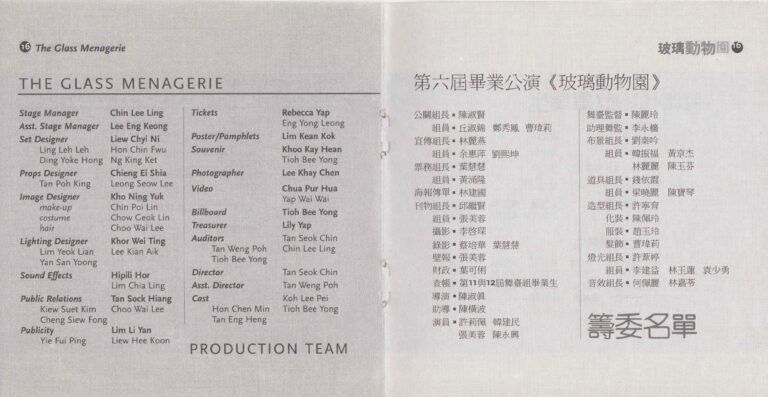 16 The Glass Menagerie
THE GLASS MENAGERIE
Stage Manager Chin Lee Ling
Asst. Stage Manager Lee Eng Keong
Set Designer Liew Chyi Ni
Ling Leh Leh Hon Chin Fwu
Ding Yoke Hong Ng King Ket
Props Designer Chieng Ei Shia
Tan Poh King Leong Seow Lee
Image Designer Kho Ning Yuk
make-up Chin Poi Lin
costume Chow Geok Lin
hair Choo Wai Lee
Lighting Designer Khor Wei Ting
Lim Yeok Lian Lee Kian Aik
Yan San Yoong
Sound Effects Hipili Hor
Lim Chia Ling
Public Relations Tan Sock Hiang
Kiew Suet Kim Choo Wai Lee
Cheng Siew Fong
Publicity Lim Li Yan
Yie Fui Ping Liew Hee Koon
Tickets Rebecca Yap
Eng Yong Leong
Poster/Pamphlets Lim Kean Kok
Souvenir Khoo Kay Hean
Tioh Bee Yong
Photographer Lee Khay Chen
Video Chua Pur Hua
Yap Wai Wai
Billboard Tioh Bee Yong
Treasurer Lily Yap
Auditors Tan Seok Chin
Tan Weng Poh Chin Lee Ling
Tioh Bee Yong
Director Tan Seok Chin
Asst. Director Tan Weng Poh
Cast Koh Lee Pei
Hon Chen Min Tioh Bee Yong
Tan Eng Heng
PRODUCTION TEAM
玻璃動物園 16
第六屆畢業公演《玻璃動物園》
公關組長▪陳淑賢
組員▪丘淑錦 鄭秀鳳 曹瑋莉
宣傳組長▪林麗燕
組員▪余惠萍 劉熙坤
票務組長▪葉慧慧
組員▪黃涌隆
海報傳單▪林建國
刊物組長▪邱繼賢
組員▪張美蓉
攝影▪李啓琛
錄影▪蔡培華 葉慧慧
壁報▪張美蓉
財政▪葉可俐
查帳▪第11與12屆舞臺組畢業生
導演▪陳淑眞
助導▪陳橫波
演員▪許莉佩 韓建民
張美蓉 陳永興
舞臺監督▪陳麗玲
助理舞監▪李永橋
布景組長▪劉棊吟
組員▪韓振福 黃京杰
林麗麗 陳玉芬
道具組長▪錢依霞
組員▪梁曉麗 陳寶琴
造型組長▪許寧育
化裝▪陳佩玲
服裝▪趙玉玲
髮飾▪曹瑋莉
燈光組長▪許葦婷
組員▪李建益 林玉蓮 袁少勇
音效組長▪何佩麗 林嘉苓
籌委名單